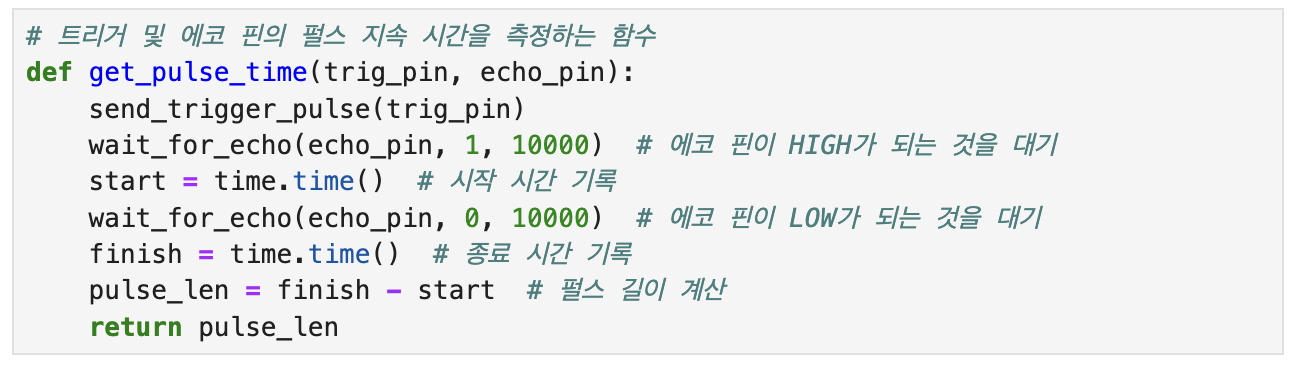 # 트리거 및 에코 핀의 펄스 지속 시간을 측정하는 함수
def get_pulse_time(trig_pin, echo_pin):
    send_trigger_pulse(trig_pin)
    wait_for_echo(echo_pin, 1, 10000)  # 에코 핀이 HIGH가 되는 것을 대기
    start = time.time()  # 시작 시간 기록
    wait_for_echo(echo_pin, 0, 10000)  # 에코 핀이 LOW가 되는 것을 대기
    finish = time.time()  # 종료 시간 기록
    pulse_len = finish - start  # 펄스 길이 계산
    return pulse_len